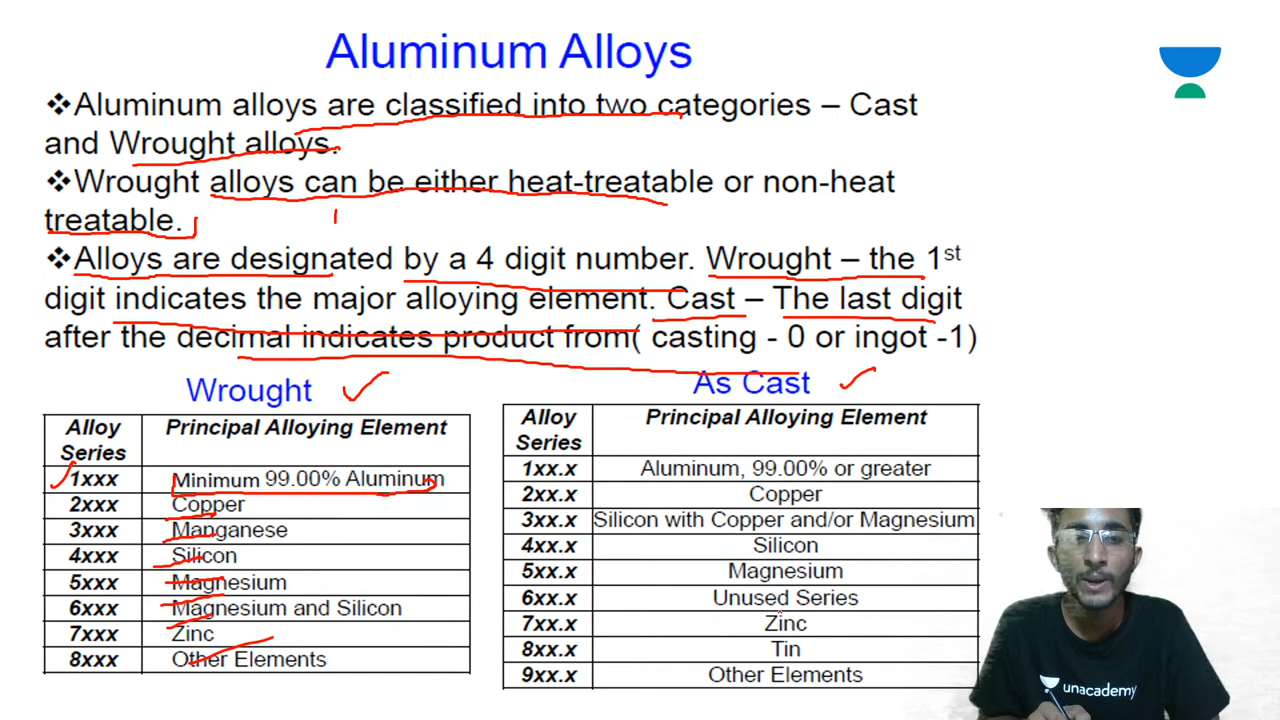 Aluminum Alloys
❖Aluminum alloys are classified into two categories – Cast
and Wrought alloys.
❖Wrought alloys can be either heat-treatable or non-heat
treatable.
❖Alloys are designated by a 4 digit number. Wrought – the 1st
digit indicates the major alloying element. Cast – The last digit
after the decimal indicates product from( casting - 0 or ingot -1)
Wrought
Alloy Series Principal Alloying Element
1xxx Minimum 99.00% Aluminum
2xxx Copper
3xxx Manganese
4xxx Silicon
5xxx Magnesium
6xxx Magnesium and Silicon
7xxx Zinc
8xxx Other Elements
As Cast
Alloy Series Principal Alloying Element
1xx.x Aluminum, 99.00% or greater
2xx.x Copper
3xx.x Silicon with Copper and/or Magnesium
4xx.x Silicon
5xx.x Magnesium
6xx.x Unused Series
7xx.x Zinc
8xx.x Tin
9xx.x Other Elements
unacademy